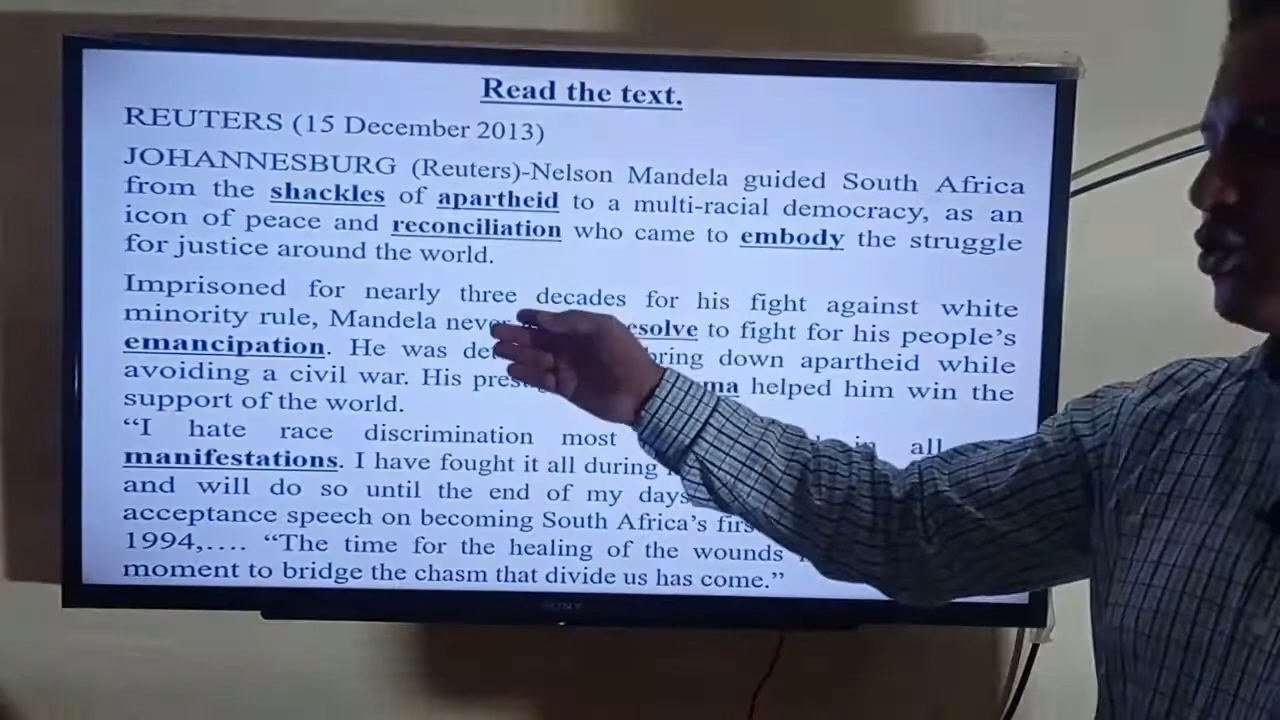 Read the text.
REUTERS (15 December 2013)
JOHANNESBURG (Reuters)-Nelson Mandela guided South Africa
from the shackles of apartheid to a multi-racial democracy, as an
icon of peace and reconciliation who came to embody the struggle
for justice around the world.
Imprisoned for nearly three decades for his fight against white
minority rule, Mandela never to fight for his people's
emancipation. He was bring down apartheid while
avoiding a civil war. His helped him win the
support of the world.
"I hate race discrimination most in all
manifestations. I have fought it all during
and will do so until the end of my days
acceptance speech on becoming South Africa's
1994,.... "The time for the healing of the wounds
moment to bridge the chasm that divide us has come."
SONY